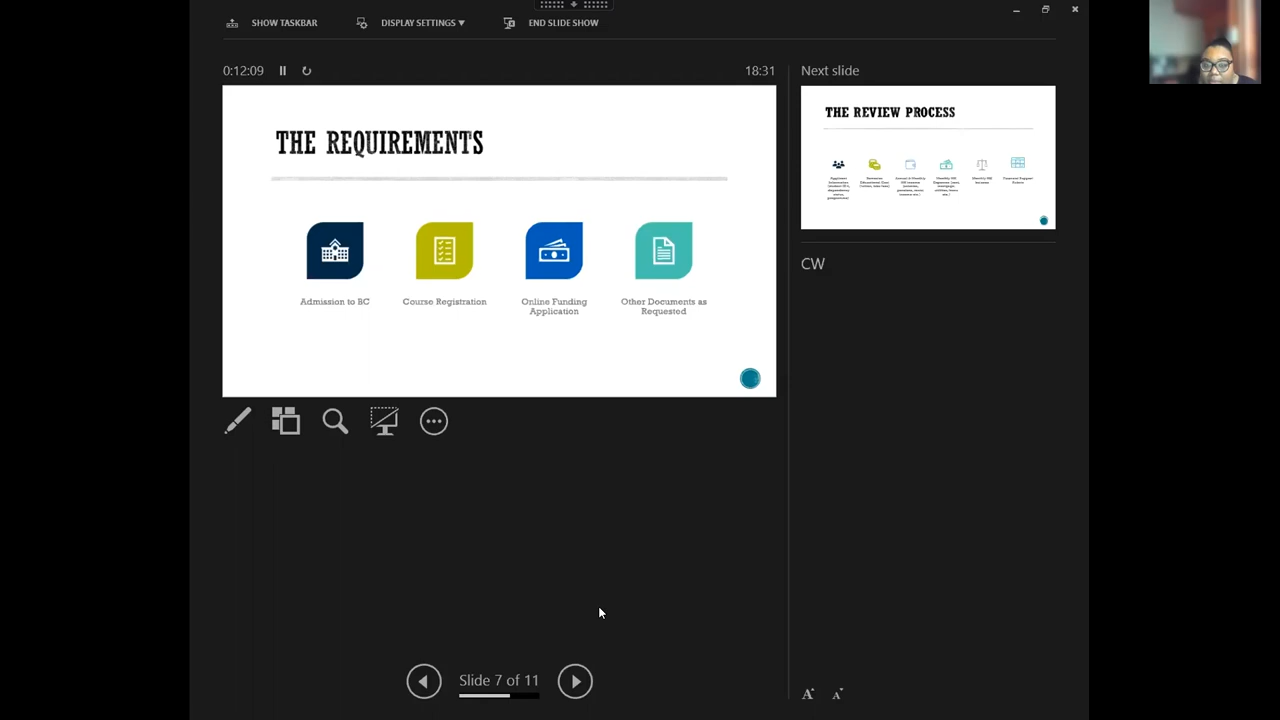 SHOW TASKBAR
DISPLAY SETTINGS ▾
END SLIDE SHOW
0:12:09
18:31
THE REQUIREMENTS
Admission to BC
Course Registration
Online Funding
Application
Other Documents as
Requested
Next slide
THE REVIEW PROCESS
CW
Slide 7 of 11
A
A